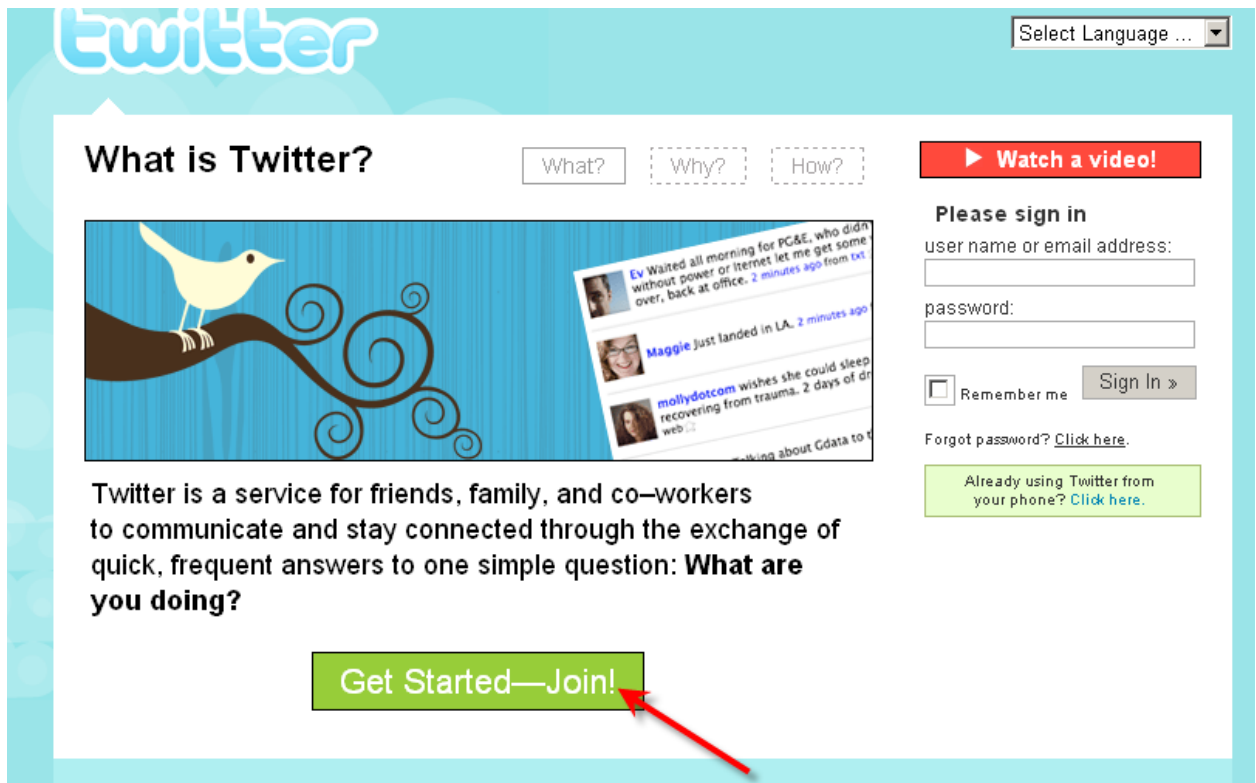 twitter
Select Language ...
What is Twitter?
What? Why? How?
Ev Waited all morning for PG&E, who didn
without power or Iternet let me get some
over, back at office. 2 minutes ago from txt
Maggie Just landed in LA. 2 minutes ago
mollydotcom wishes she could sleep
recovering from trauma. 2 days of dr
web
Talking about Gdata to t
Twitter is a service for friends, family, and co–workers
to communicate and stay connected through the exchange of
quick, frequent answers to one simple question: What are
you doing?
Get Started—Join!
Watch a video!
Please sign in
user name or email address:
password:
Remember me Sign In »
Forgot password? Click here.
Already using Twitter from
your phone? Click here.